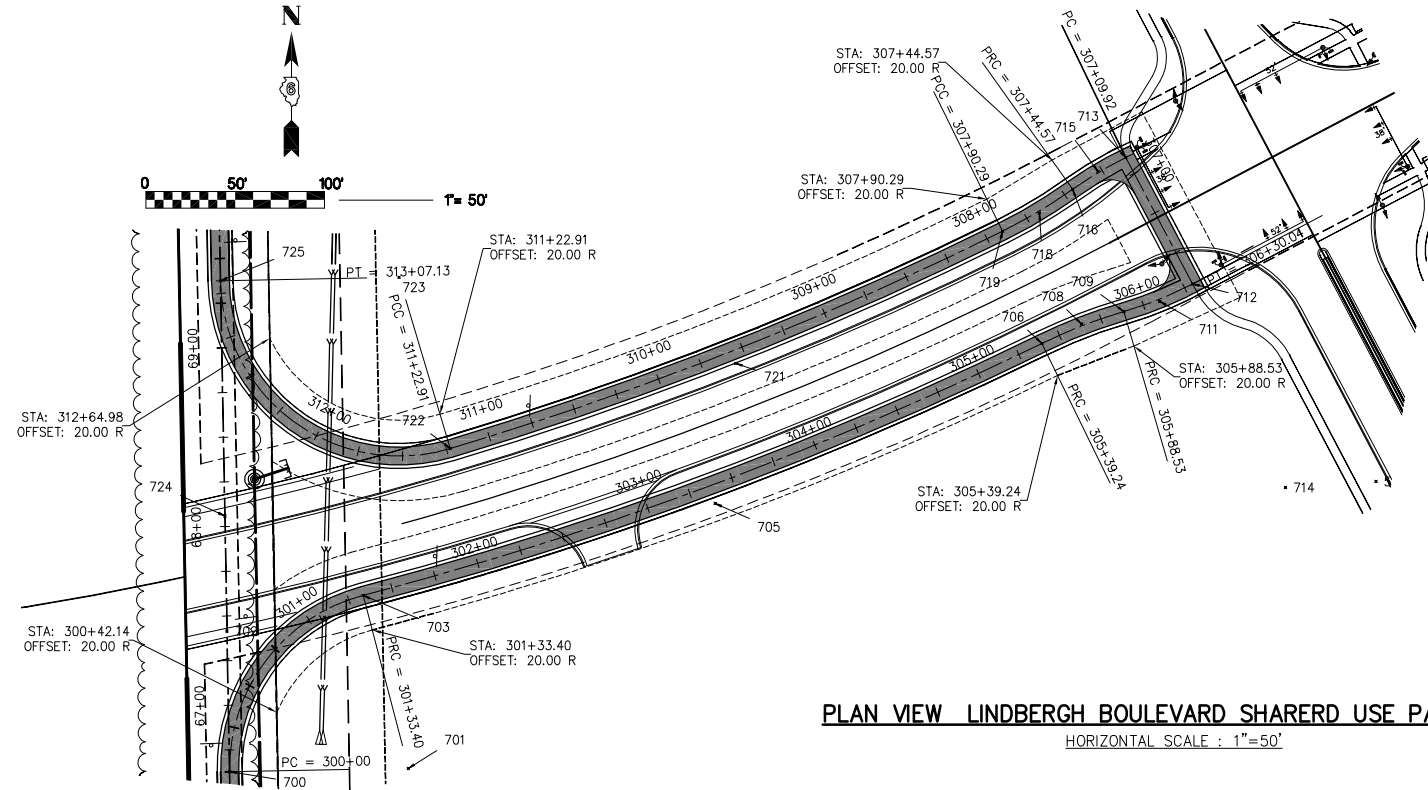 N
6
0 50' 100'
1"= 50'
STA: 307+44.57
OFFSET: 20.00 R
PC = 307+09.92
PRC = 307+44.57
PCC = 307+90.29
715
713
STA: 307+90.29
OFFSET: 20.00 R
308+00
52'
STA: 311+22.91
OFFSET: 20.00 R
725
PT = 313+07.13
723
PCC = 311+22.91
309+00
719
718
716
709
708
706
306+00
52'
PT = 306+30.04
712
711
69+00
310+00
305+00
STA: 305+88.53
OFFSET: 20.00 R
721
STA: 312+64.98
OFFSET: 20.00 R
312+00
722
311+00
304+00
PRC = 305+39.24
PRC = 305+88.53
724
303+00
STA: 305+39.24
OFFSET: 20.00 R
714
68+00
705
302+00
301+00
STA: 300+42.14
OFFSET: 20.00 R
703
STA: 301+33.40
OFFSET: 20.00 R
PRC = 301+33.40
67+00
701
PC = 300+00
700
PLAN VIEW LINDBERGH BOULEVARD SHARERD USE PA
HORIZONTAL SCALE : 1"=50'